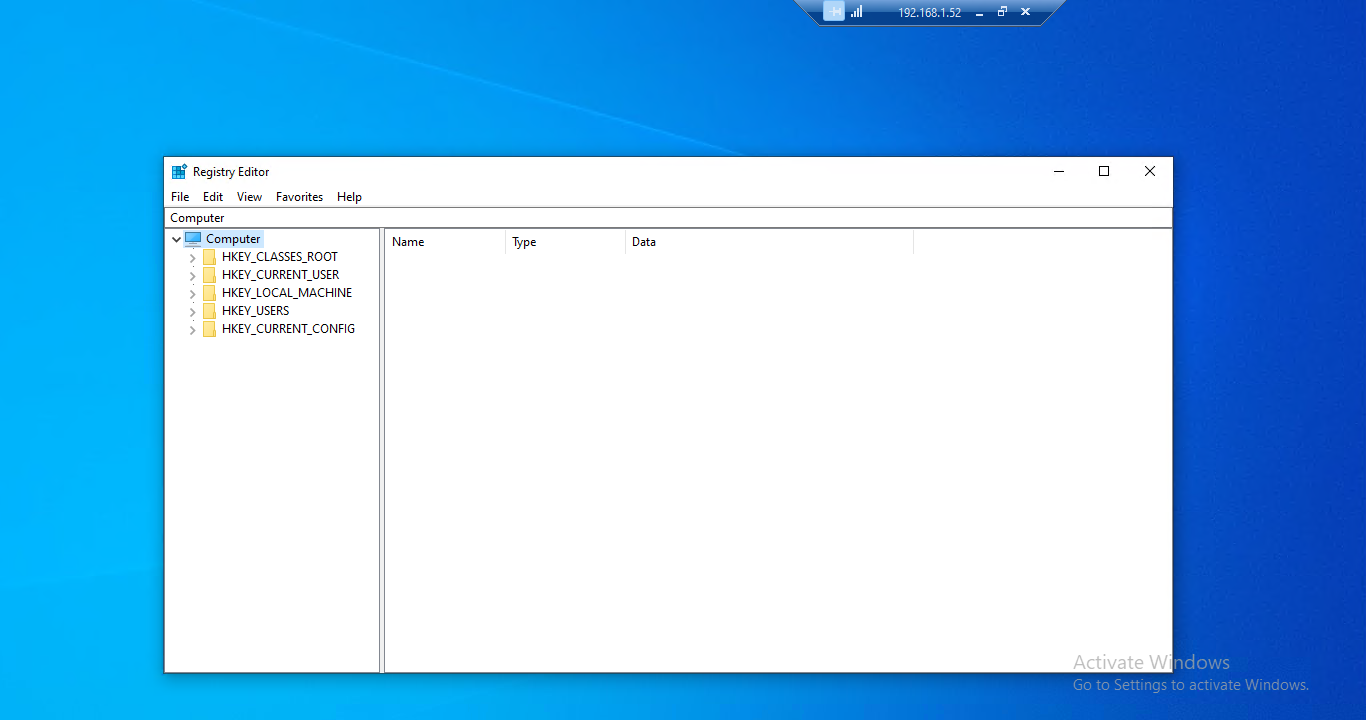 192.168.1.52
Registry Editor
File Edit View Favorites Help
Computer
Computer
HKEY_CLASSES_ROOT
HKEY_CURRENT_USER
HKEY_LOCAL_MACHINE
HKEY_USERS
HKEY_CURRENT_CONFIG
Name Type Data
Activate Windows
Go to Settings to activate Windows.